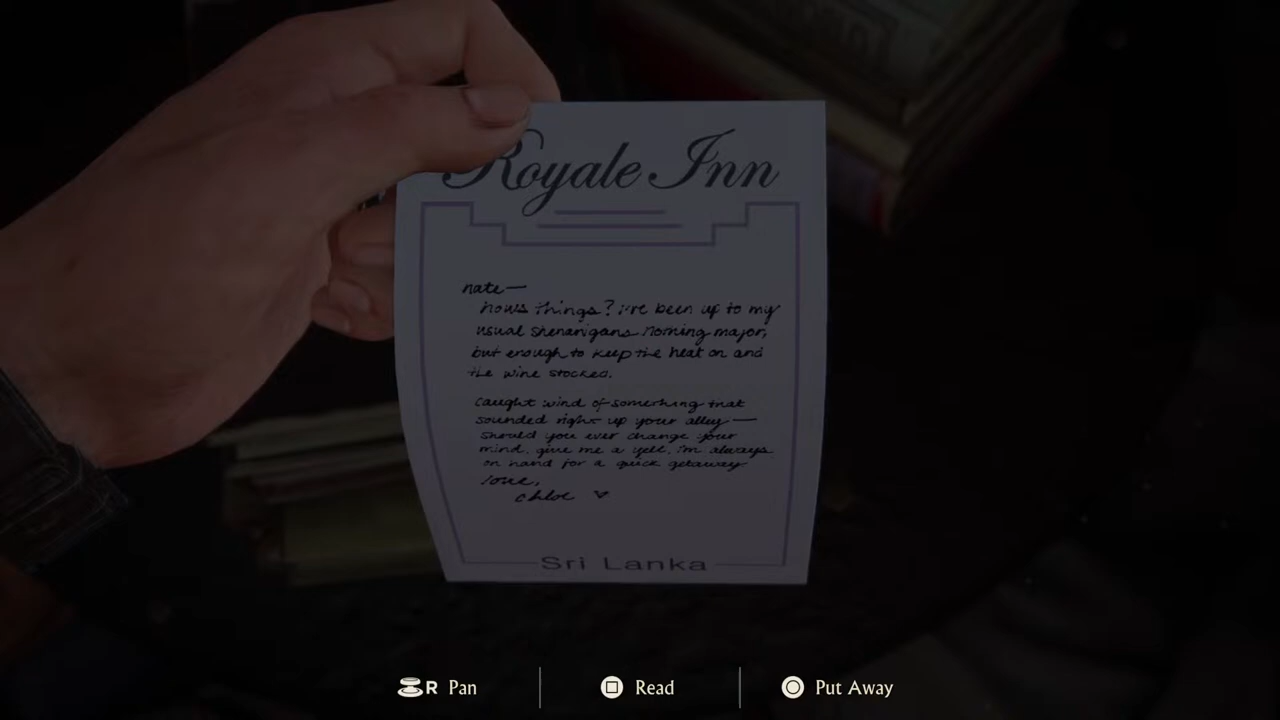 Royale Inn
nate—
hows things? i've been up to my
usual shenanigans. nothing major,
but enough to keep the heat on and
the wine stocked.
caught wind of something that
sounded right up your alley—
should you ever change your
mind, give me a yell. i'm always
on hand for a quick getaway
love,
chloe
Sri Lanka
R Pan
Read
Put Away